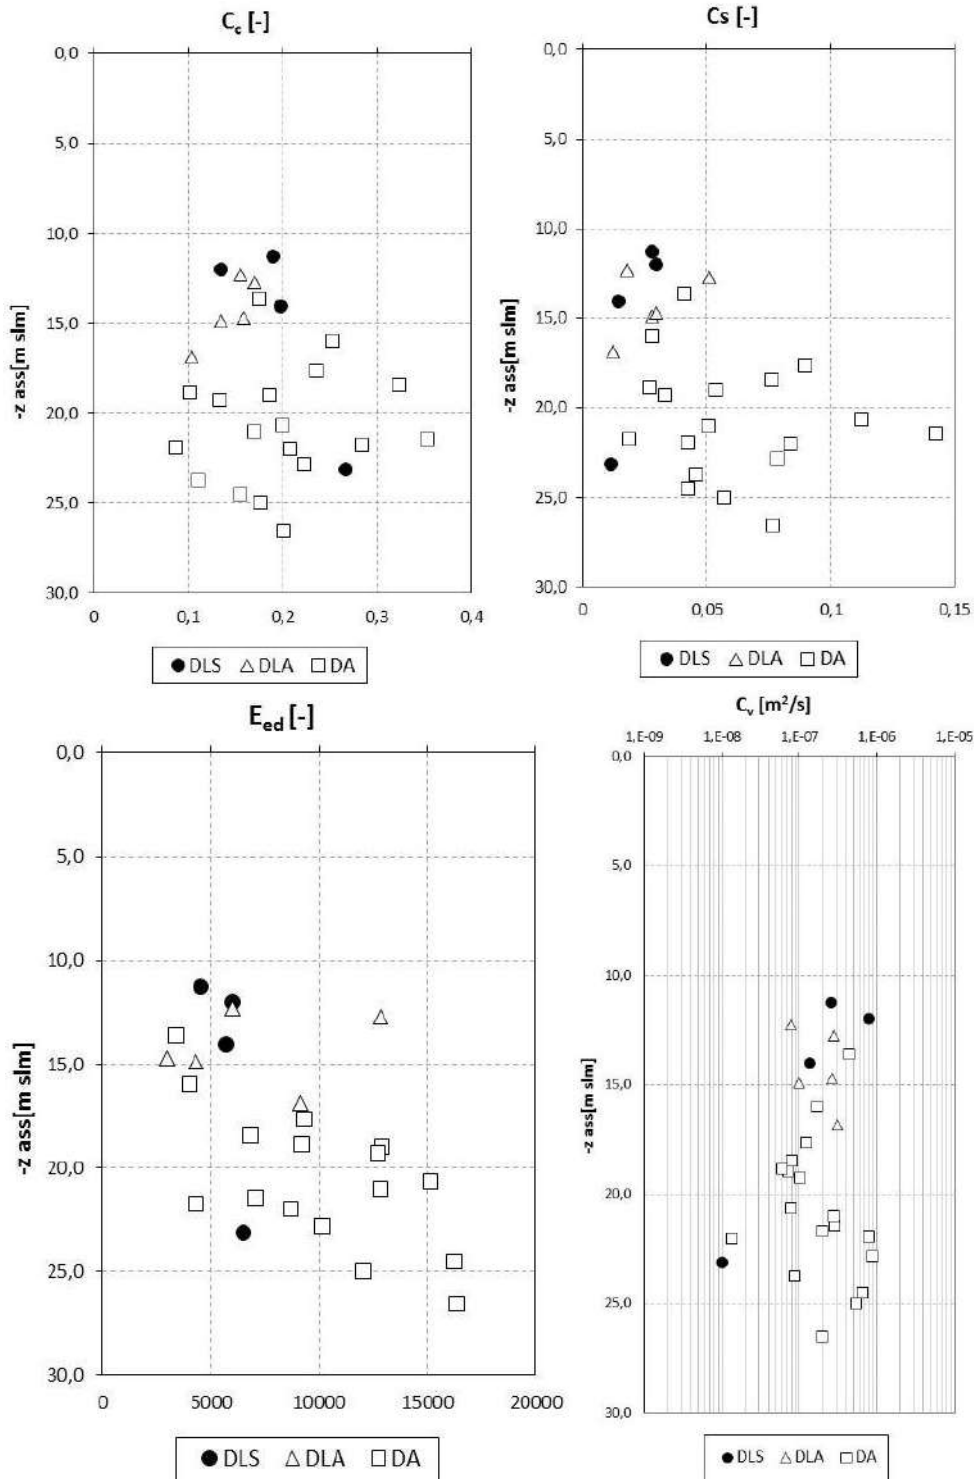 C_c [-]
0,0
5,0
10,0
15,0
20,0
25,0
30,0
-z ass[m slm]
0 0,1 0,2 0,3 0,4
DLS DLA DA
Cs [-]
0,0
5,0
10,0
15,0
20,0
25,0
30,0
-z ass[m slm]
0 0,05 0,1 0,15
DLS DLA DA
E_ed [-]
0,0
5,0
10,0
15,0
20,0
25,0
30,0
-z ass[m slm]
0 5000 10000 15000 20000
DLS DLA DA
C_v [m²/s]
1,E-09 1,E-08 1,E-07 1,E-06 1,E-05
0,0
5,0
10,0
15,0
20,0
25,0
30,0
-z ass[m slm]
DLS DLA DA